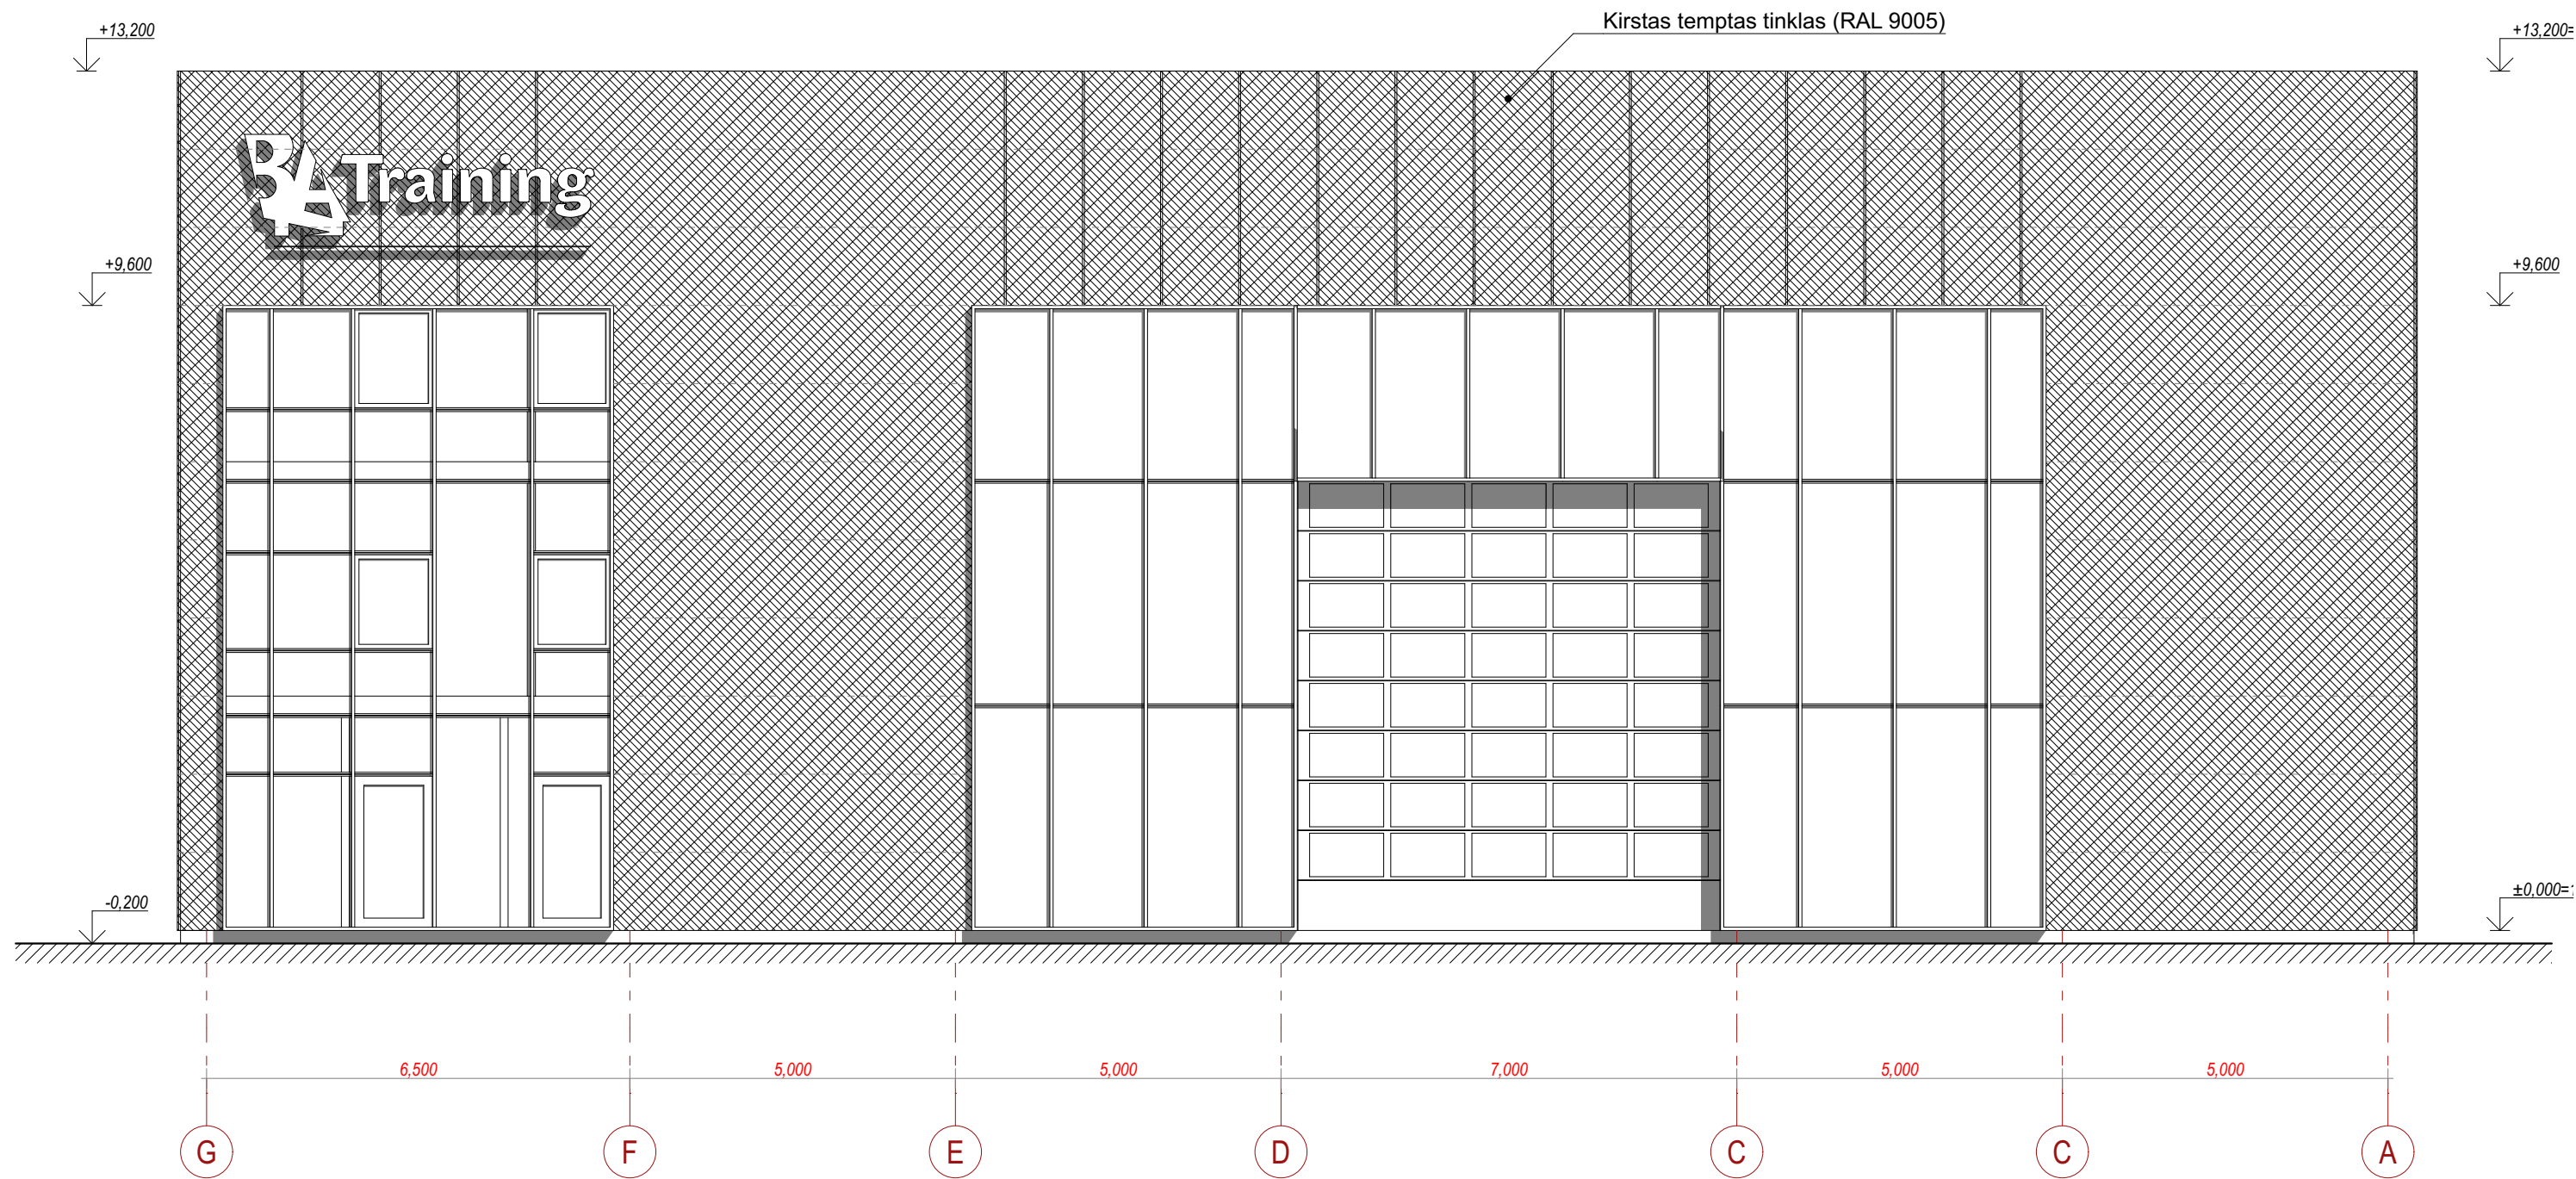 Kirstas temptas tinklas (RAL 9005)
+13,200
+13,200=
BAA Training
+9,600
+9,600
-0,200
±0,000=
6,500 5,000 5,000 7,000 5,000 5,000
G F E D C C A